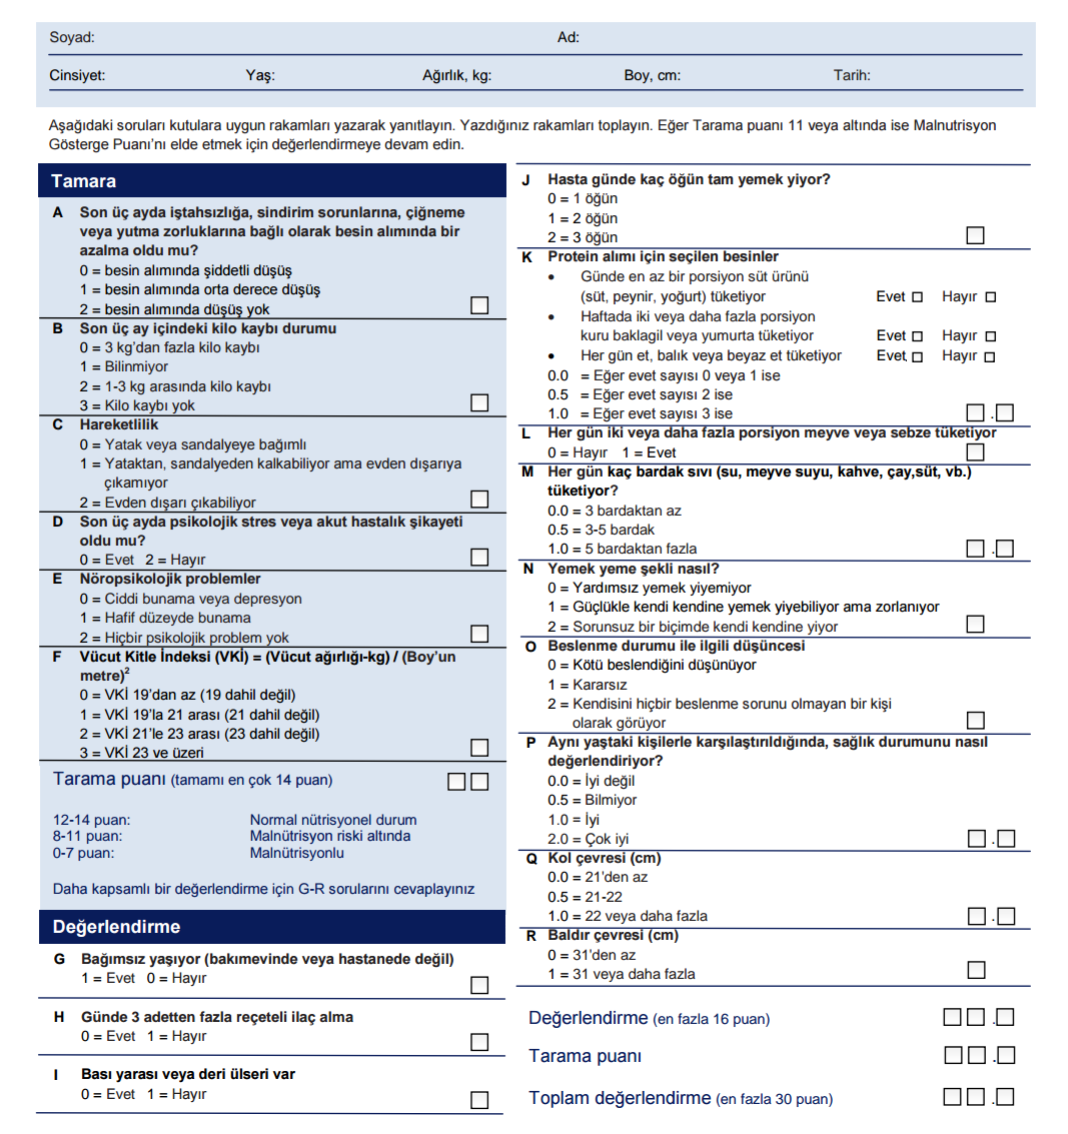 Soyad: Ad:
Cinsiyet: Yaş: Ağırlık, kg: Boy, cm: Tarih:
Aşağıdaki soruları kutulara uygun rakamları yazarak yanıtlayın. Yazdığınız rakamları toplayın. Eğer Tarama puanı 11 veya altında ise Malnutrisyon
Gösterge Puanı'nı elde etmek için değerlendirmeye devam edin.
Tamara
A Son üç ayda iştahsızlığa, sindirim sorunlarına, çiğneme
veya yutma zorluklarına bağlı olarak besin alımında bir
azalma oldu mu?
0 = besin alımında şiddetli düşüş
1 = besin alımında orta derece düşüş
2 = besin alımında düşüş yok
B Son üç ay içindeki kilo kaybı durumu
0 = 3 kg'dan fazla kilo kaybı
1 = Bilinmiyor
2 = 1-3 kg arasında kilo kaybı
3 = Kilo kaybı yok
C Hareketlilik
0 = Yatak veya sandalyeye bağımlı
1 = Yataktan, sandalyeden kalkabiliyor ama evden dışarıya
çıkamıyor
2 = Evden dışarı çıkabiliyor
D Son üç ayda psikolojik stres veya akut hastalık şikayeti
oldu mu?
0 = Evet 2 = Hayır
E Nöropsikolojik problemler
0 = Ciddi bunama veya depresyon
1 = Hafif düzeyde bunama
2 = Hiçbir psikolojik problem yok
F Vücut Kitle İndeksi (VKİ) = (Vücut ağırlığı-kg) / (Boy'un
metre)²
0 = VKİ 19'dan az (19 dahil değil)
1 = VKİ 19'la 21 arası (21 dahil değil)
2 = VKİ 21'le 23 arası (23 dahil değil)
3 = VKİ 23 ve üzeri
Tarama puanı (tamamı en çok 14 puan)
12-14 puan: Normal nütrisyonel durum
8-11 puan: Malnütrisyon riski altında
0-7 puan: Malnütrisyonlu
Daha kapsamlı bir değerlendirme için G-R sorularını cevaplayınız
Değerlendirme
G Bağımsız yaşıyor (bakımevinde veya hastanede değil)
1 = Evet 0 = Hayır
H Günde 3 adetten fazla reçeteli ilaç alma
0 = Evet 1 = Hayır
I Bası yarası veya deri ülseri var
0 = Evet 1 = Hayır
J Hasta günde kaç öğün tam yemek yiyor?
0 = 1 öğün
1 = 2 öğün
2 = 3 öğün
K Protein alımı için seçilen besinler
• Günde en az bir porsiyon süt ürünü
(süt, peynir, yoğurt) tüketiyor Evet Hayır
• Haftada iki veya daha fazla porsiyon
kuru baklagil veya yumurta tüketiyor Evet Hayır
• Her gün et, balık veya beyaz et tüketiyor Evet Hayır
0.0 = Eğer evet sayısı 0 veya 1 ise
0.5 = Eğer evet sayısı 2 ise
1.0 = Eğer evet sayısı 3 ise .
L Her gün iki veya daha fazla porsiyon meyve veya sebze tüketiyor
0 = Hayır 1 = Evet
M Her gün kaç bardak sıvı (su, meyve suyu, kahve, çay,süt, vb.)
tüketiyor?
0.0 = 3 bardaktan az
0.5 = 3-5 bardak
1.0 = 5 bardaktan fazla .
N Yemek yeme şekli nasıl?
0 = Yardımsız yemek yiyemiyor
1 = Güçlükle kendi kendine yemek yiyebiliyor ama zorlanıyor
2 = Sorunsuz bir biçimde kendi kendine yiyor
O Beslenme durumu ile ilgili düşüncesi
0 = Kötü beslendiğini düşünüyor
1 = Kararsız
2 = Kendisini hiçbir beslenme sorunu olmayan bir kişi
olarak görüyor
P Aynı yaştaki kişilerle karşılaştırıldığında, sağlık durumunu nasıl
değerlendiriyor?
0.0 = İyi değil
0.5 = Bilmiyor
1.0 = İyi
2.0 = Çok iyi .
Q Kol çevresi (cm)
0.0 = 21'den az
0.5 = 21-22
1.0 = 22 veya daha fazla .
R Baldır çevresi (cm)
0 = 31'den az
1 = 31 veya daha fazla
Değerlendirme (en fazla 16 puan) .
Tarama puanı .
Toplam değerlendirme (en fazla 30 puan) .